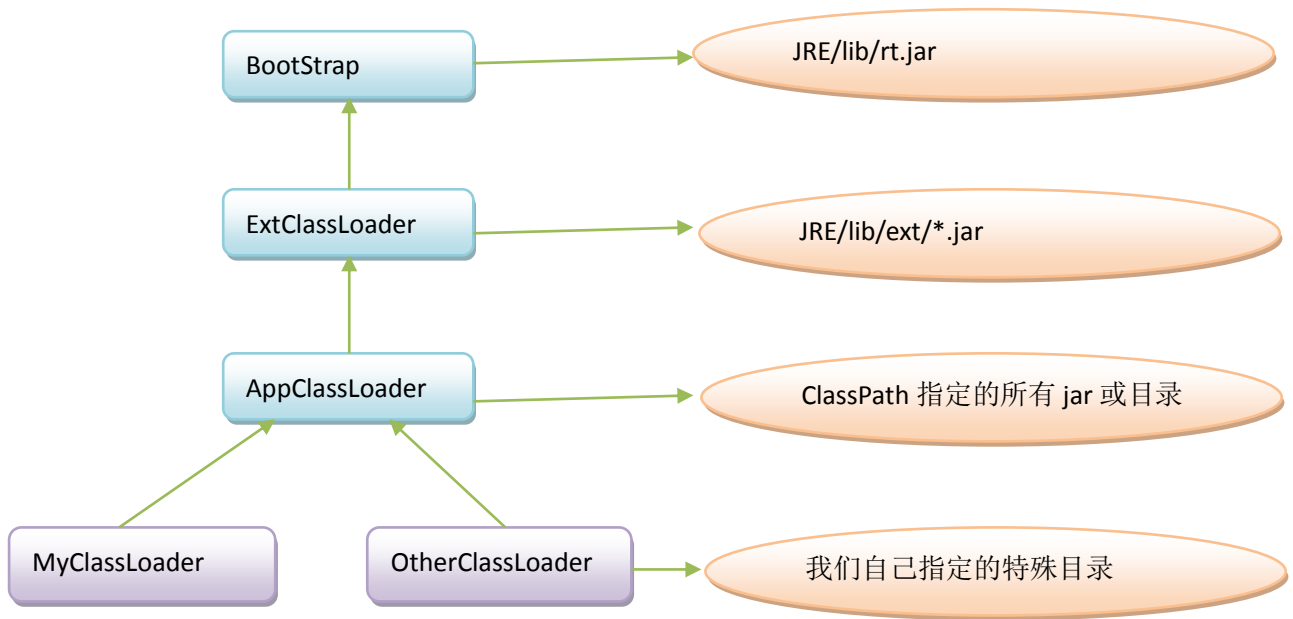 BootStrap
JRE/lib/rt.jar
ExtClassLoader
JRE/lib/ext/*.jar
AppClassLoader
ClassPath 指定的所有 jar 或目录
MyClassLoader
OtherClassLoader
我们自己指定的特殊目录